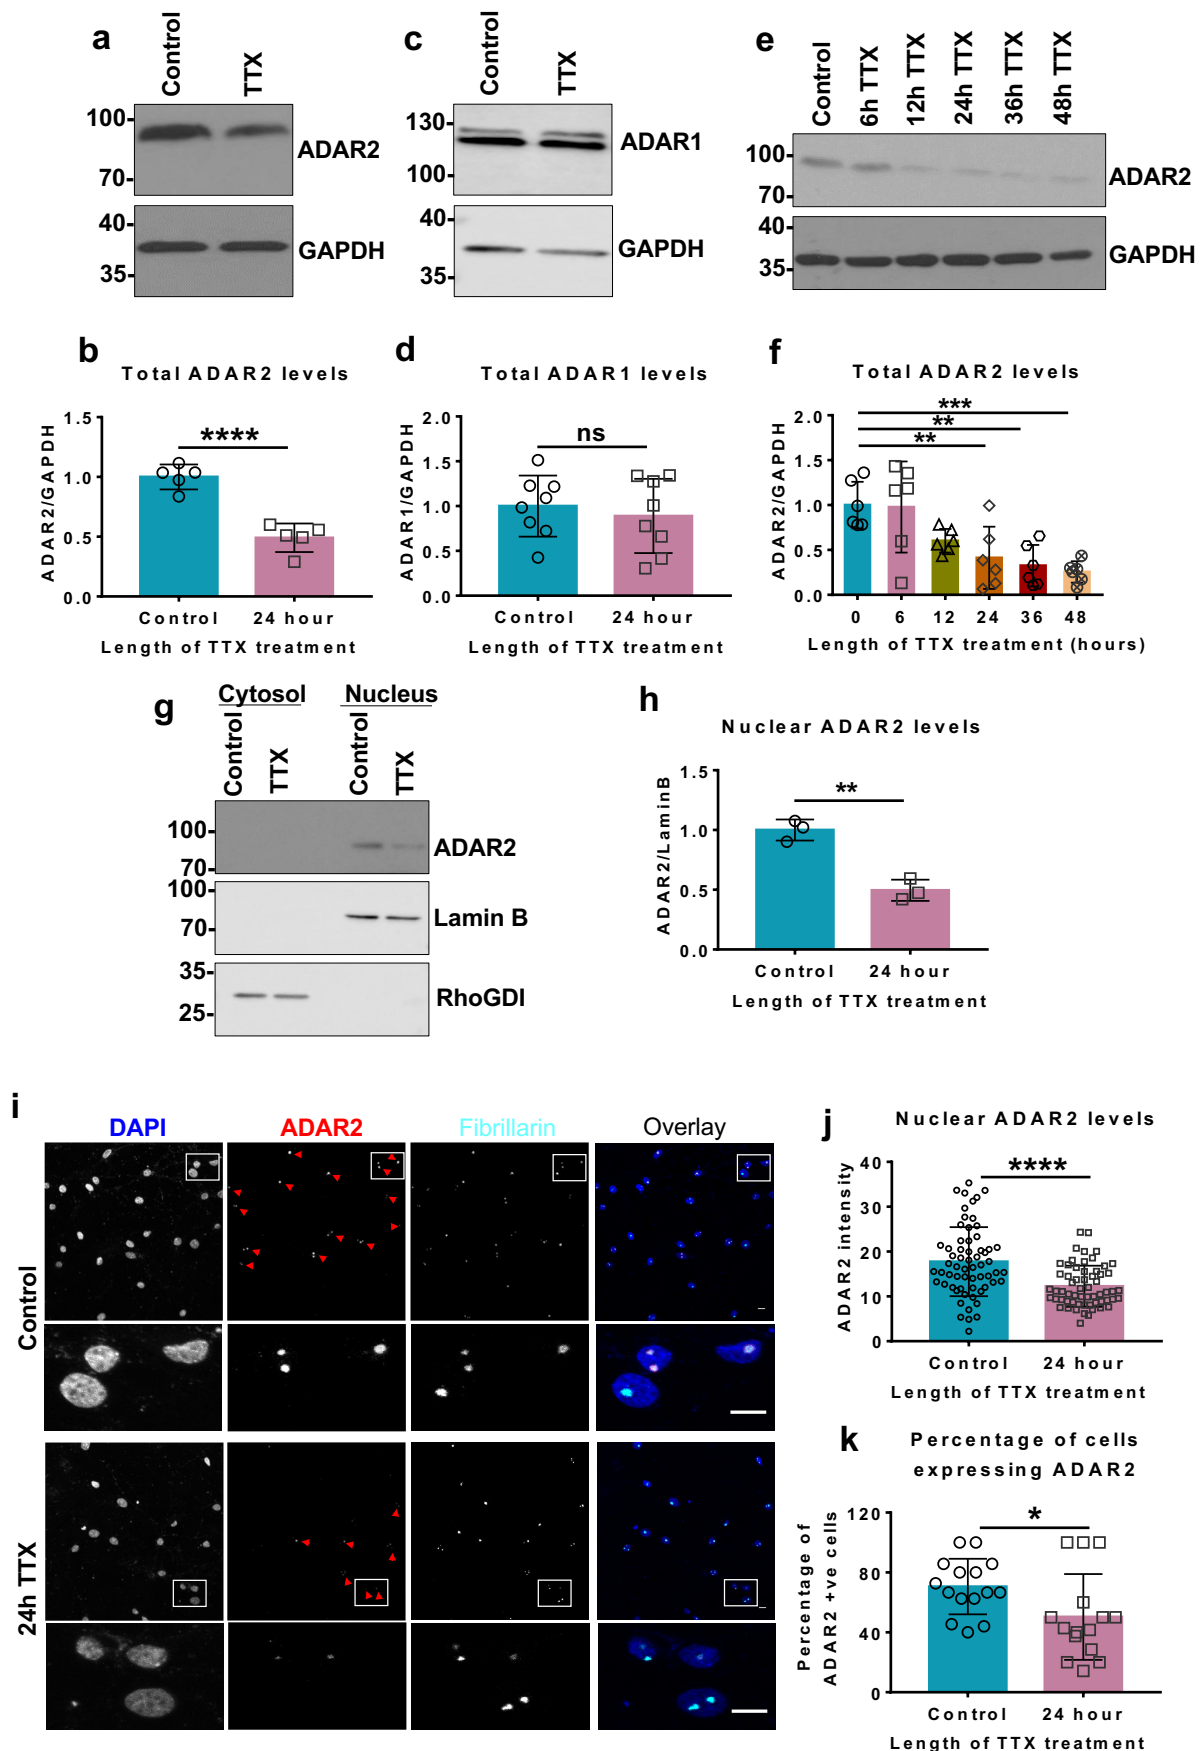 a
Control
TTX
100
70
ADAR2
40
35
GAPDH
c
Control
TTX
130
100
ADAR1
40
35
GAPDH
e
Control
6h TTX
12h TTX
24h TTX
36h TTX
48h TTX
100
70
ADAR2
40
35
GAPDH
b
Total ADAR2 levels
ADAR2/GAPDH
1.5
1.0
0.5
0.0
****
Control
24 hour
Length of TTX treatment
d
Total ADAR1 levels
ADAR1/GAPDH
2.0
1.5
1.0
0.5
0.0
ns
Control
24 hour
Length of TTX treatment
f
Total ADAR2 levels
ADAR2/GAPDH
2.0
1.5
1.0
0.5
0.0
***
**
**
0
6
12
24
36
48
Length of TTX treatment (hours)
g
Cytosol
Nucleus
Control
TTX
Control
TTX
100
70
ADAR2
100
70
Lamin B
35
25
RhoGDI
h
Nuclear ADAR2 levels
ADAR2/LaminB
1.5
1.0
0.5
0.0
**
Control
24 hour
Length of TTX treatment
i
DAPI
ADAR2
Fibrillarin
Overlay
Control
24h TTX
j
Nuclear ADAR2 levels
ADAR2 intensity
40
30
20
10
0
****
Control
24 hour
Length of TTX treatment
k
Percentage of cells
expressing ADAR2
Percentage of
ADAR2 +ve cells
120
80
40
0
*
Control
24 hour
Length of TTX treatment